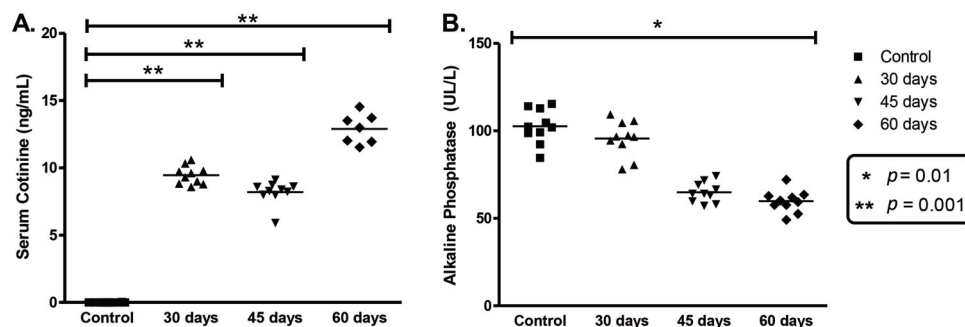 A.
**
**
**
Serum Cotinine (ng/mL)
20
15
10
5
0
Control 30 days 45 days 60 days
B.
*
Alkaline Phosphatase (UL/L)
150
100
50
0
Control 30 days 45 days 60 days
Control
30 days
45 days
60 days
* p = 0.01
** p = 0.001